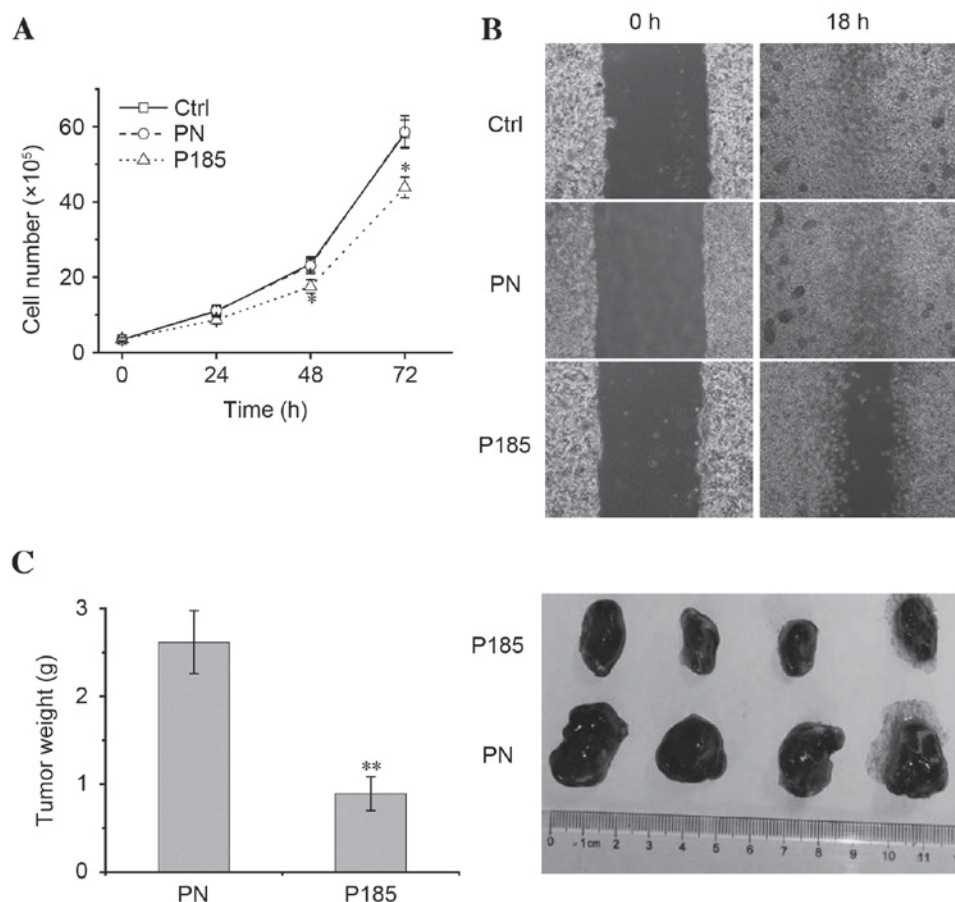 A
Ctrl
PN
P185
60
40
20
0
Cell number (×10⁵)
*
*
0 24 48 72
Time (h)
B
0 h 18 h
Ctrl
PN
P185
C
3
2
1
0
Tumor weight (g)
**
PN P185
P185
PN
0 1cm 2 3 4 5 6 7 8 9 10 11